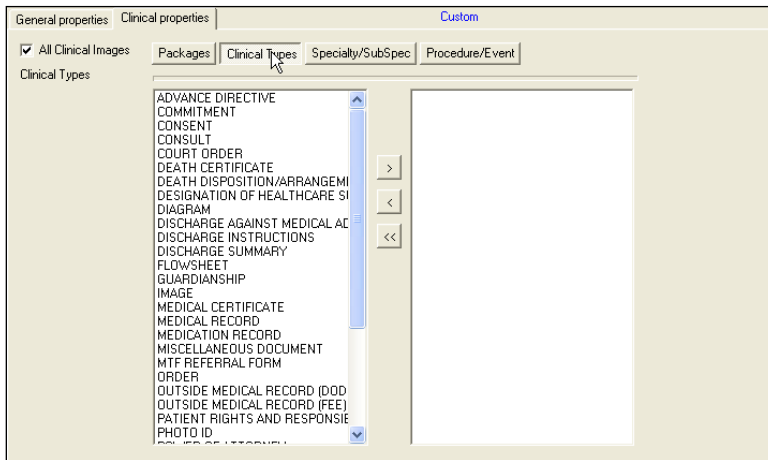 General properties Clinical properties Custom
All Clinical Images Packages Clinical Types Specialty/SubSpec Procedure/Event
Clinical Types
ADVANCE DIRECTIVE
COMMITMENT
CONSENT
CONSULT
COURT ORDER
> 
DEATH CERTIFICATE
DEATH DISPOSITION/ARRANGEMI
DESIGNATION OF HEALTHCARE SI
<
DIAGRAM
DISCHARGE AGAINST MEDICAL AD
DISCHARGE INSTRUCTIONS
<<
DISCHARGE SUMMARY
FLOWSHEET
GUARDIANSHIP
IMAGE
MEDICAL CERTIFICATE
MEDICAL RECORD
MEDICATION RECORD
MISCELLANEOUS DOCUMENT
MTF REFERRAL FORM
ORDER
OUTSIDE MEDICAL RECORD (DOD
OUTSIDE MEDICAL RECORD (FEE)
PATIENT RIGHTS AND RESPONSIE
PHOTO ID